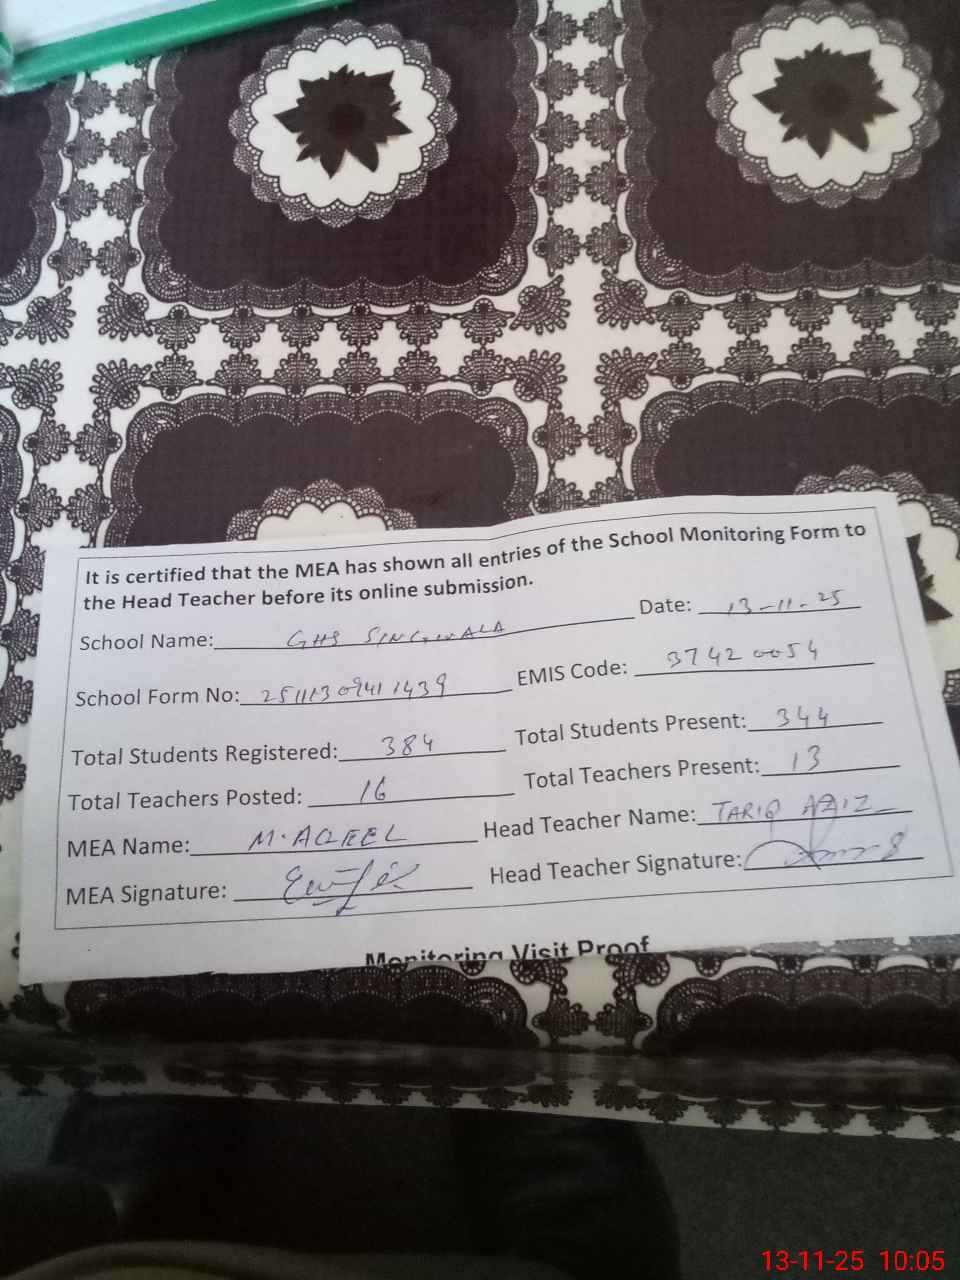 It is certified that the MEA has shown all entries of the School Monitoring Form to
the Head Teacher before its online submission.
School Name: GHS SINGWALA Date: 13-11-25
School Form No: 25111309411439 EMIS Code: 37420054
Total Students Registered: 384 Total Students Present: 344
Total Teachers Posted: 16 Total Teachers Present: 13
MEA Name: M. AQEEL Head Teacher Name: TARIQ AZIZ
MEA Signature: Head Teacher Signature:
Monitoring Visit Proof
13-11-25 10:05